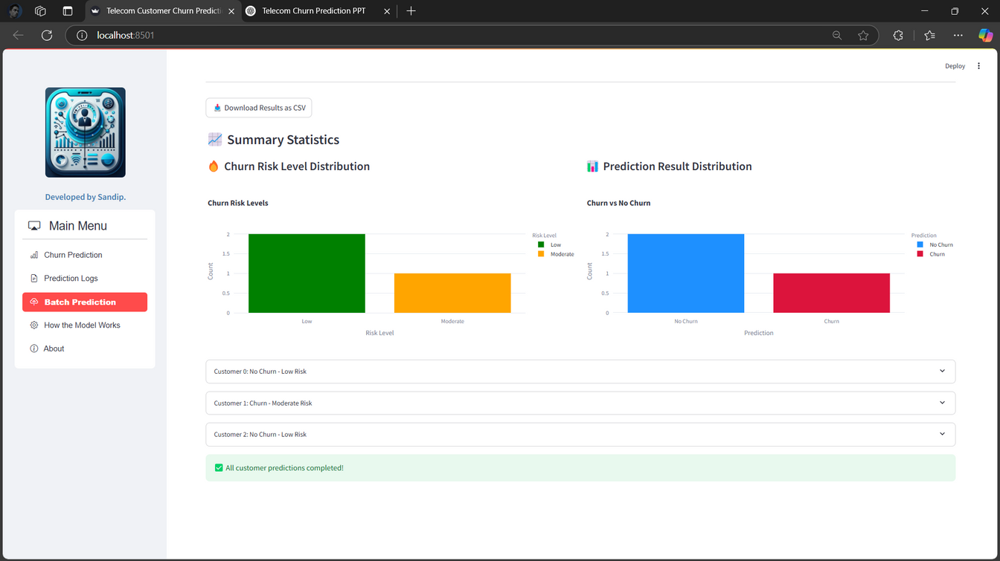 Telecom Customer Churn Predicti
Telecom Churn Prediction PPT
localhost:8501
Deploy
Developed by Sandip.
Main Menu
Churn Prediction
Prediction Logs
Batch Prediction
How the Model Works
About
Download Results as CSV
Summary Statistics
Churn Risk Level Distribution
Churn Risk Levels
2
1.5
1
0.5
0
Count
Low
Moderate
Risk Level
Risk Level
Low
Moderate
Prediction Result Distribution
Churn vs No Churn
2
1.5
1
0.5
0
Count
No Churn
Churn
Prediction
Prediction
No Churn
Churn
Customer 0: No Churn - Low Risk
Customer 1: Churn - Moderate Risk
Customer 2: No Churn - Low Risk
All customer predictions completed!